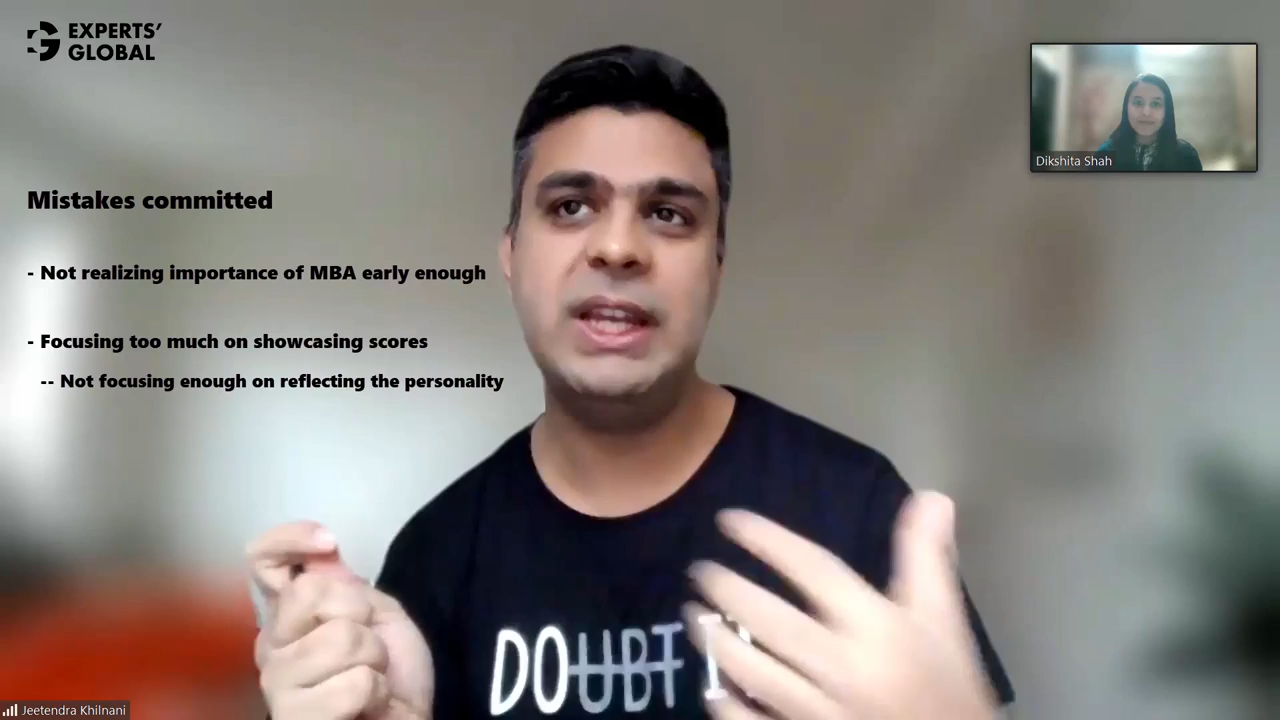 EXPERTS’
GLOBAL
Dikshita Shah
Mistakes committed
- Not realizing importance of MBA early enough
- Focusing too much on showcasing scores
-- Not focusing enough on reflecting the personality
DOUBT
Jeetendra Khilnani